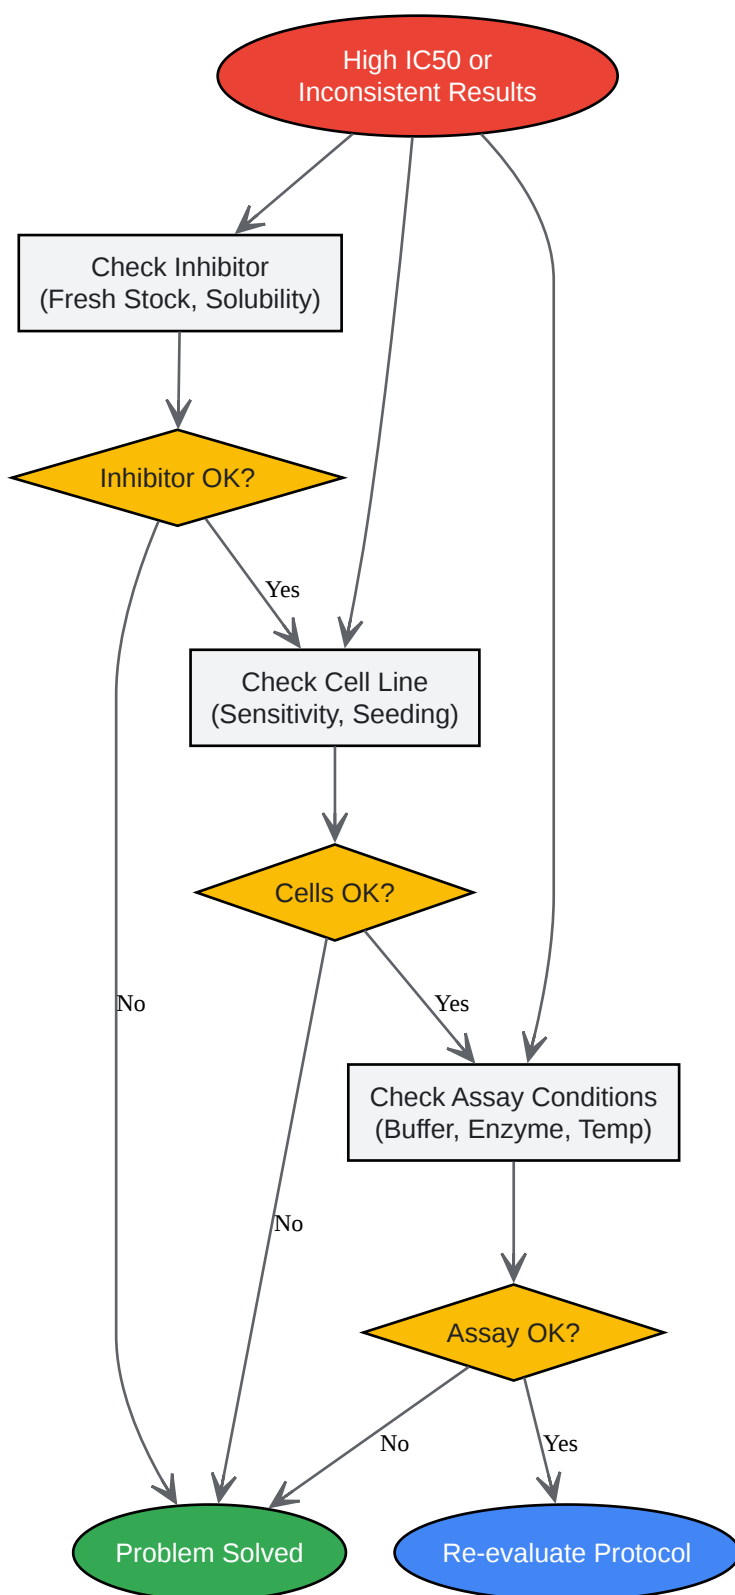 High IC50 or
Inconsistent Results
Check Inhibitor
(Fresh Stock, Solubility)
Inhibitor OK?
Yes
Check Cell Line
(Sensitivity, Seeding)
Cells OK?
No
Yes
Check Assay Conditions
(Buffer, Enzyme, Temp)
No
Assay OK?
No
Yes
Problem Solved
Re-evaluate Protocol